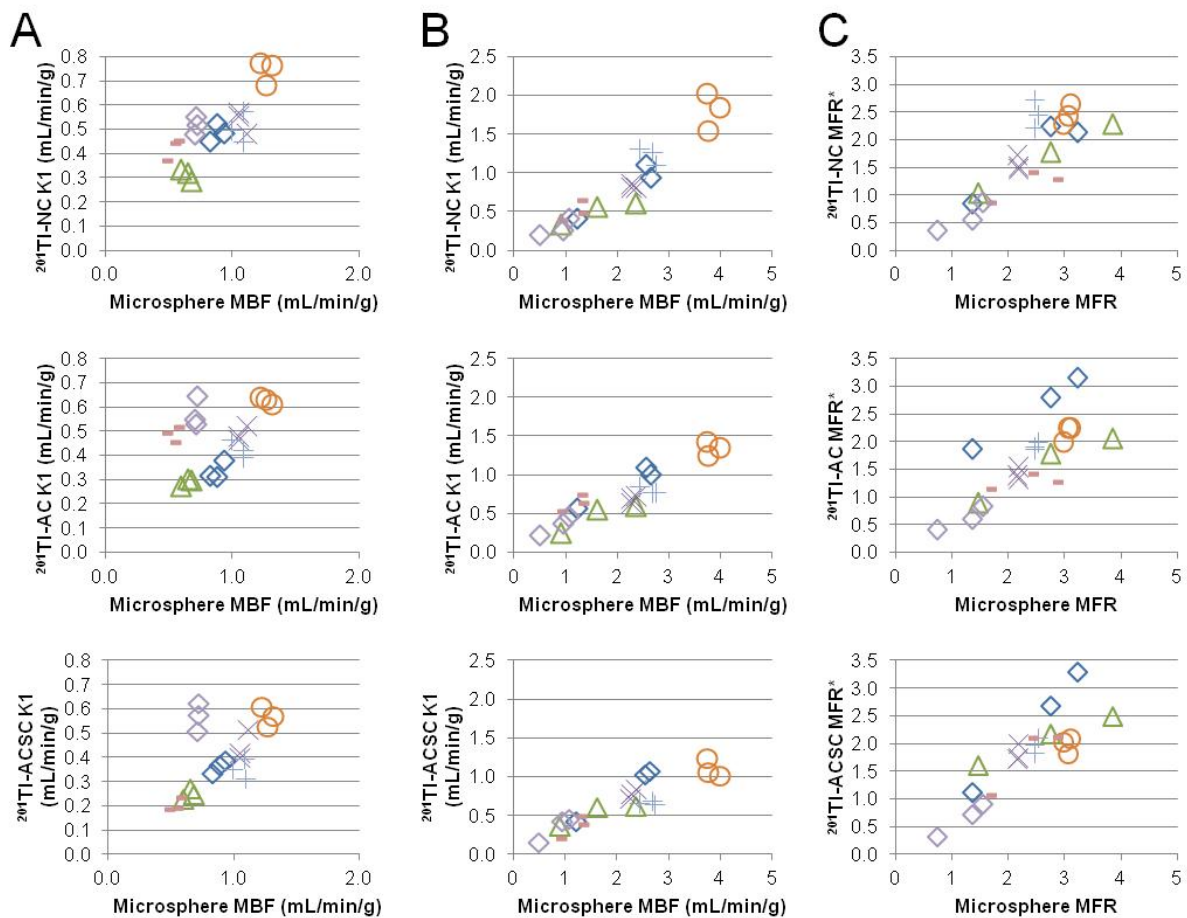 A
B
C
0.8
0.7
0.6
0.5
0.4
0.3
0.2
0.1
0.0
0.0
1.0
2.0
²⁰¹Tl-NC K1 (mL/min/g)
Microsphere MBF (mL/min/g)
2.5
2.0
1.5
1.0
0.5
0.0
0 1 2 3 4 5
²⁰¹Tl-NC K1 (mL/min/g)
Microsphere MBF (mL/min/g)
3.5
3.0
2.5
2.0
1.5
1.0
0.5
0.0
0 1 2 3 4 5
²⁰¹Tl-NC MFR*
Microsphere MFR
0.8
0.7
0.6
0.5
0.4
0.3
0.2
0.1
0.0
0.0
1.0
2.0
²⁰¹Tl-AC K1 (mL/min/g)
Microsphere MBF (mL/min/g)
2.5
2.0
1.5
1.0
0.5
0.0
0 1 2 3 4 5
²⁰¹Tl-AC K1 (mL/min/g)
Microsphere MBF (mL/min/g)
3.5
3.0
2.5
2.0
1.5
1.0
0.5
0.0
0 1 2 3 4 5
²⁰¹Tl-AC MFR*
Microsphere MFR
0.8
0.7
0.6
0.5
0.4
0.3
0.2
0.1
0.0
0.0
1.0
2.0
²⁰¹Tl-ACSC K1
(mL/min/g)
Microsphere MBF (mL/min/g)
2.5
2.0
1.5
1.0
0.5
0.0
0 1 2 3 4 5
²⁰¹Tl-ACSC K1
(mL/min/g)
Microsphere MBF (mL/min/g)
3.5
3.0
2.5
2.0
1.5
1.0
0.5
0.0
0 1 2 3 4 5
²⁰¹Tl-ACSC MFR*
Microsphere MFR